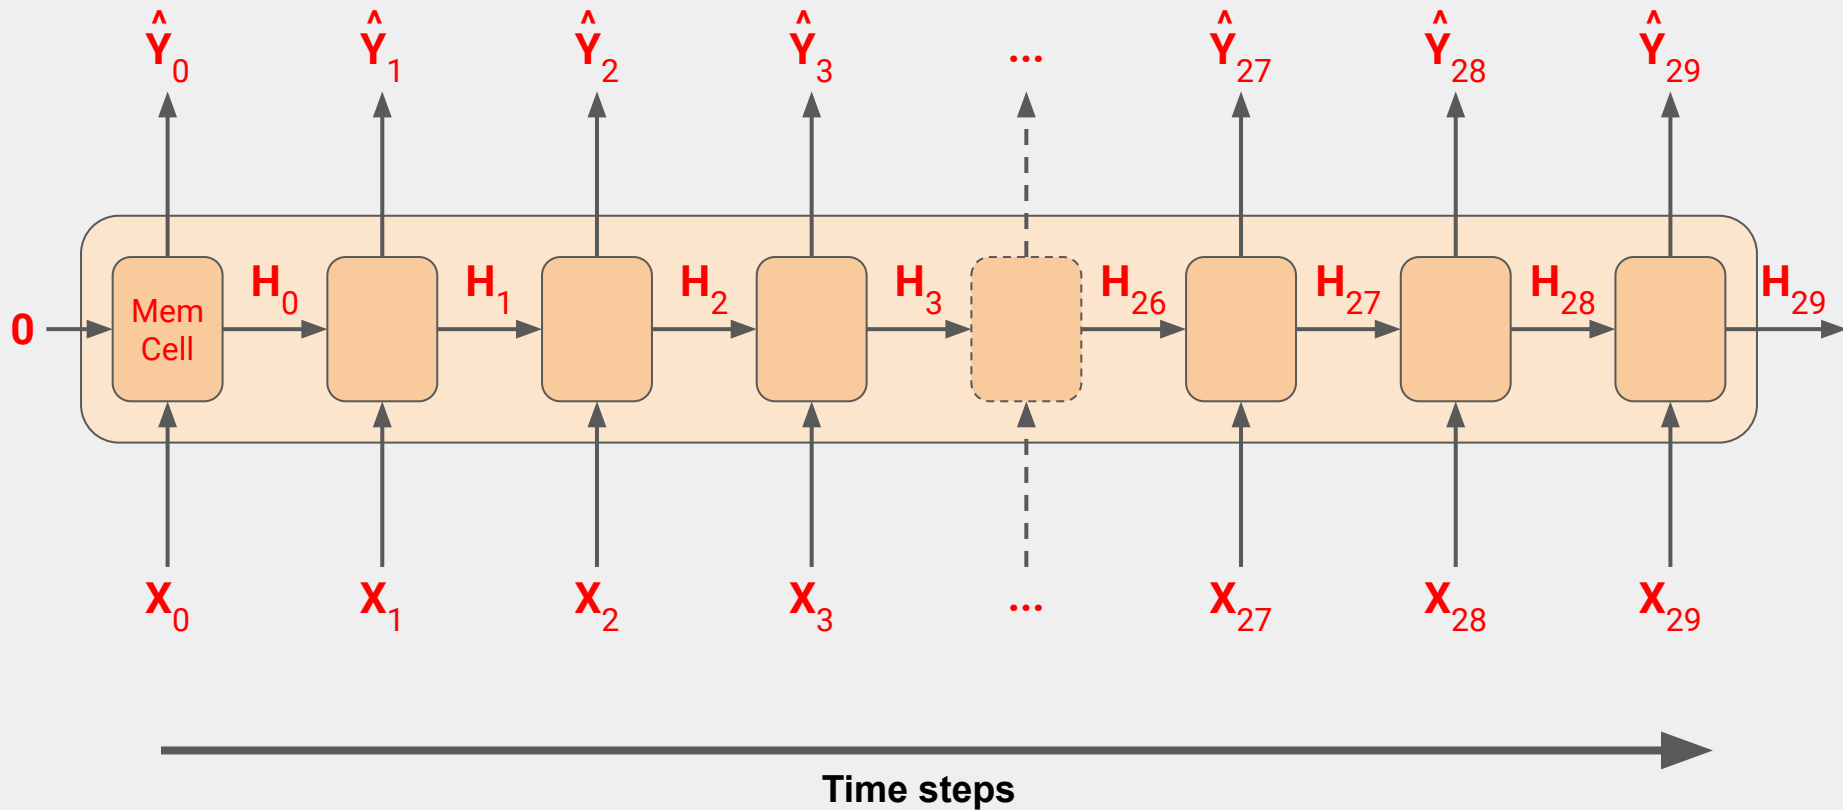 Ŷ0 Ŷ1 Ŷ2 Ŷ3 ... Ŷ27 Ŷ28 Ŷ29
H0 H1 H2 H3 H26 H27 H28 H29
0
Mem
Cell
X0 X1 X2 X3 ... X27 X28 X29
Time steps